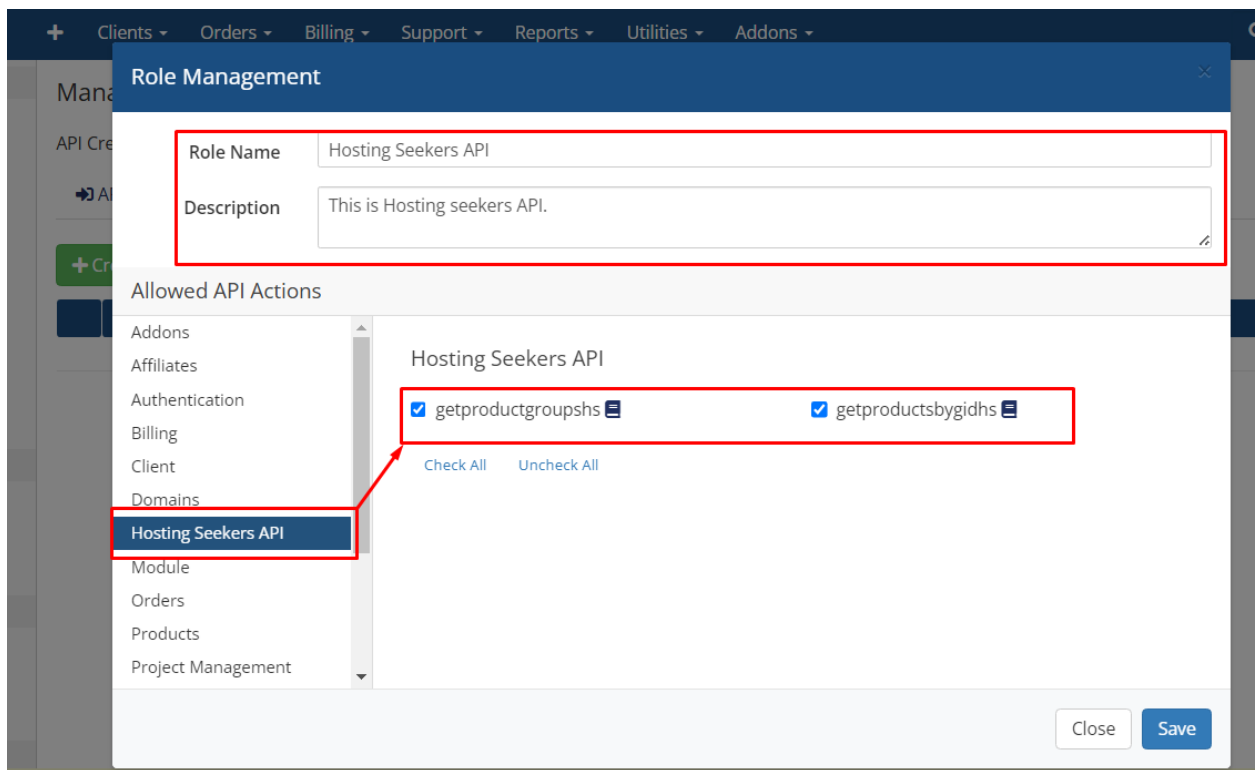 Clients Orders Billing Support Reports Utilities Addons
Role Management
Mana
API Cre
Role Name Hosting Seekers API
Al
Description This is Hosting seekers API.
Cr
Allowed API Actions
Addons
Affiliates
Authentication
Billing
Client
Domains
Hosting Seekers API
Module
Orders
Products
Project Management
Hosting Seekers API
getproductgroupshs getproductsbygidhs
Check All Uncheck All
Close Save